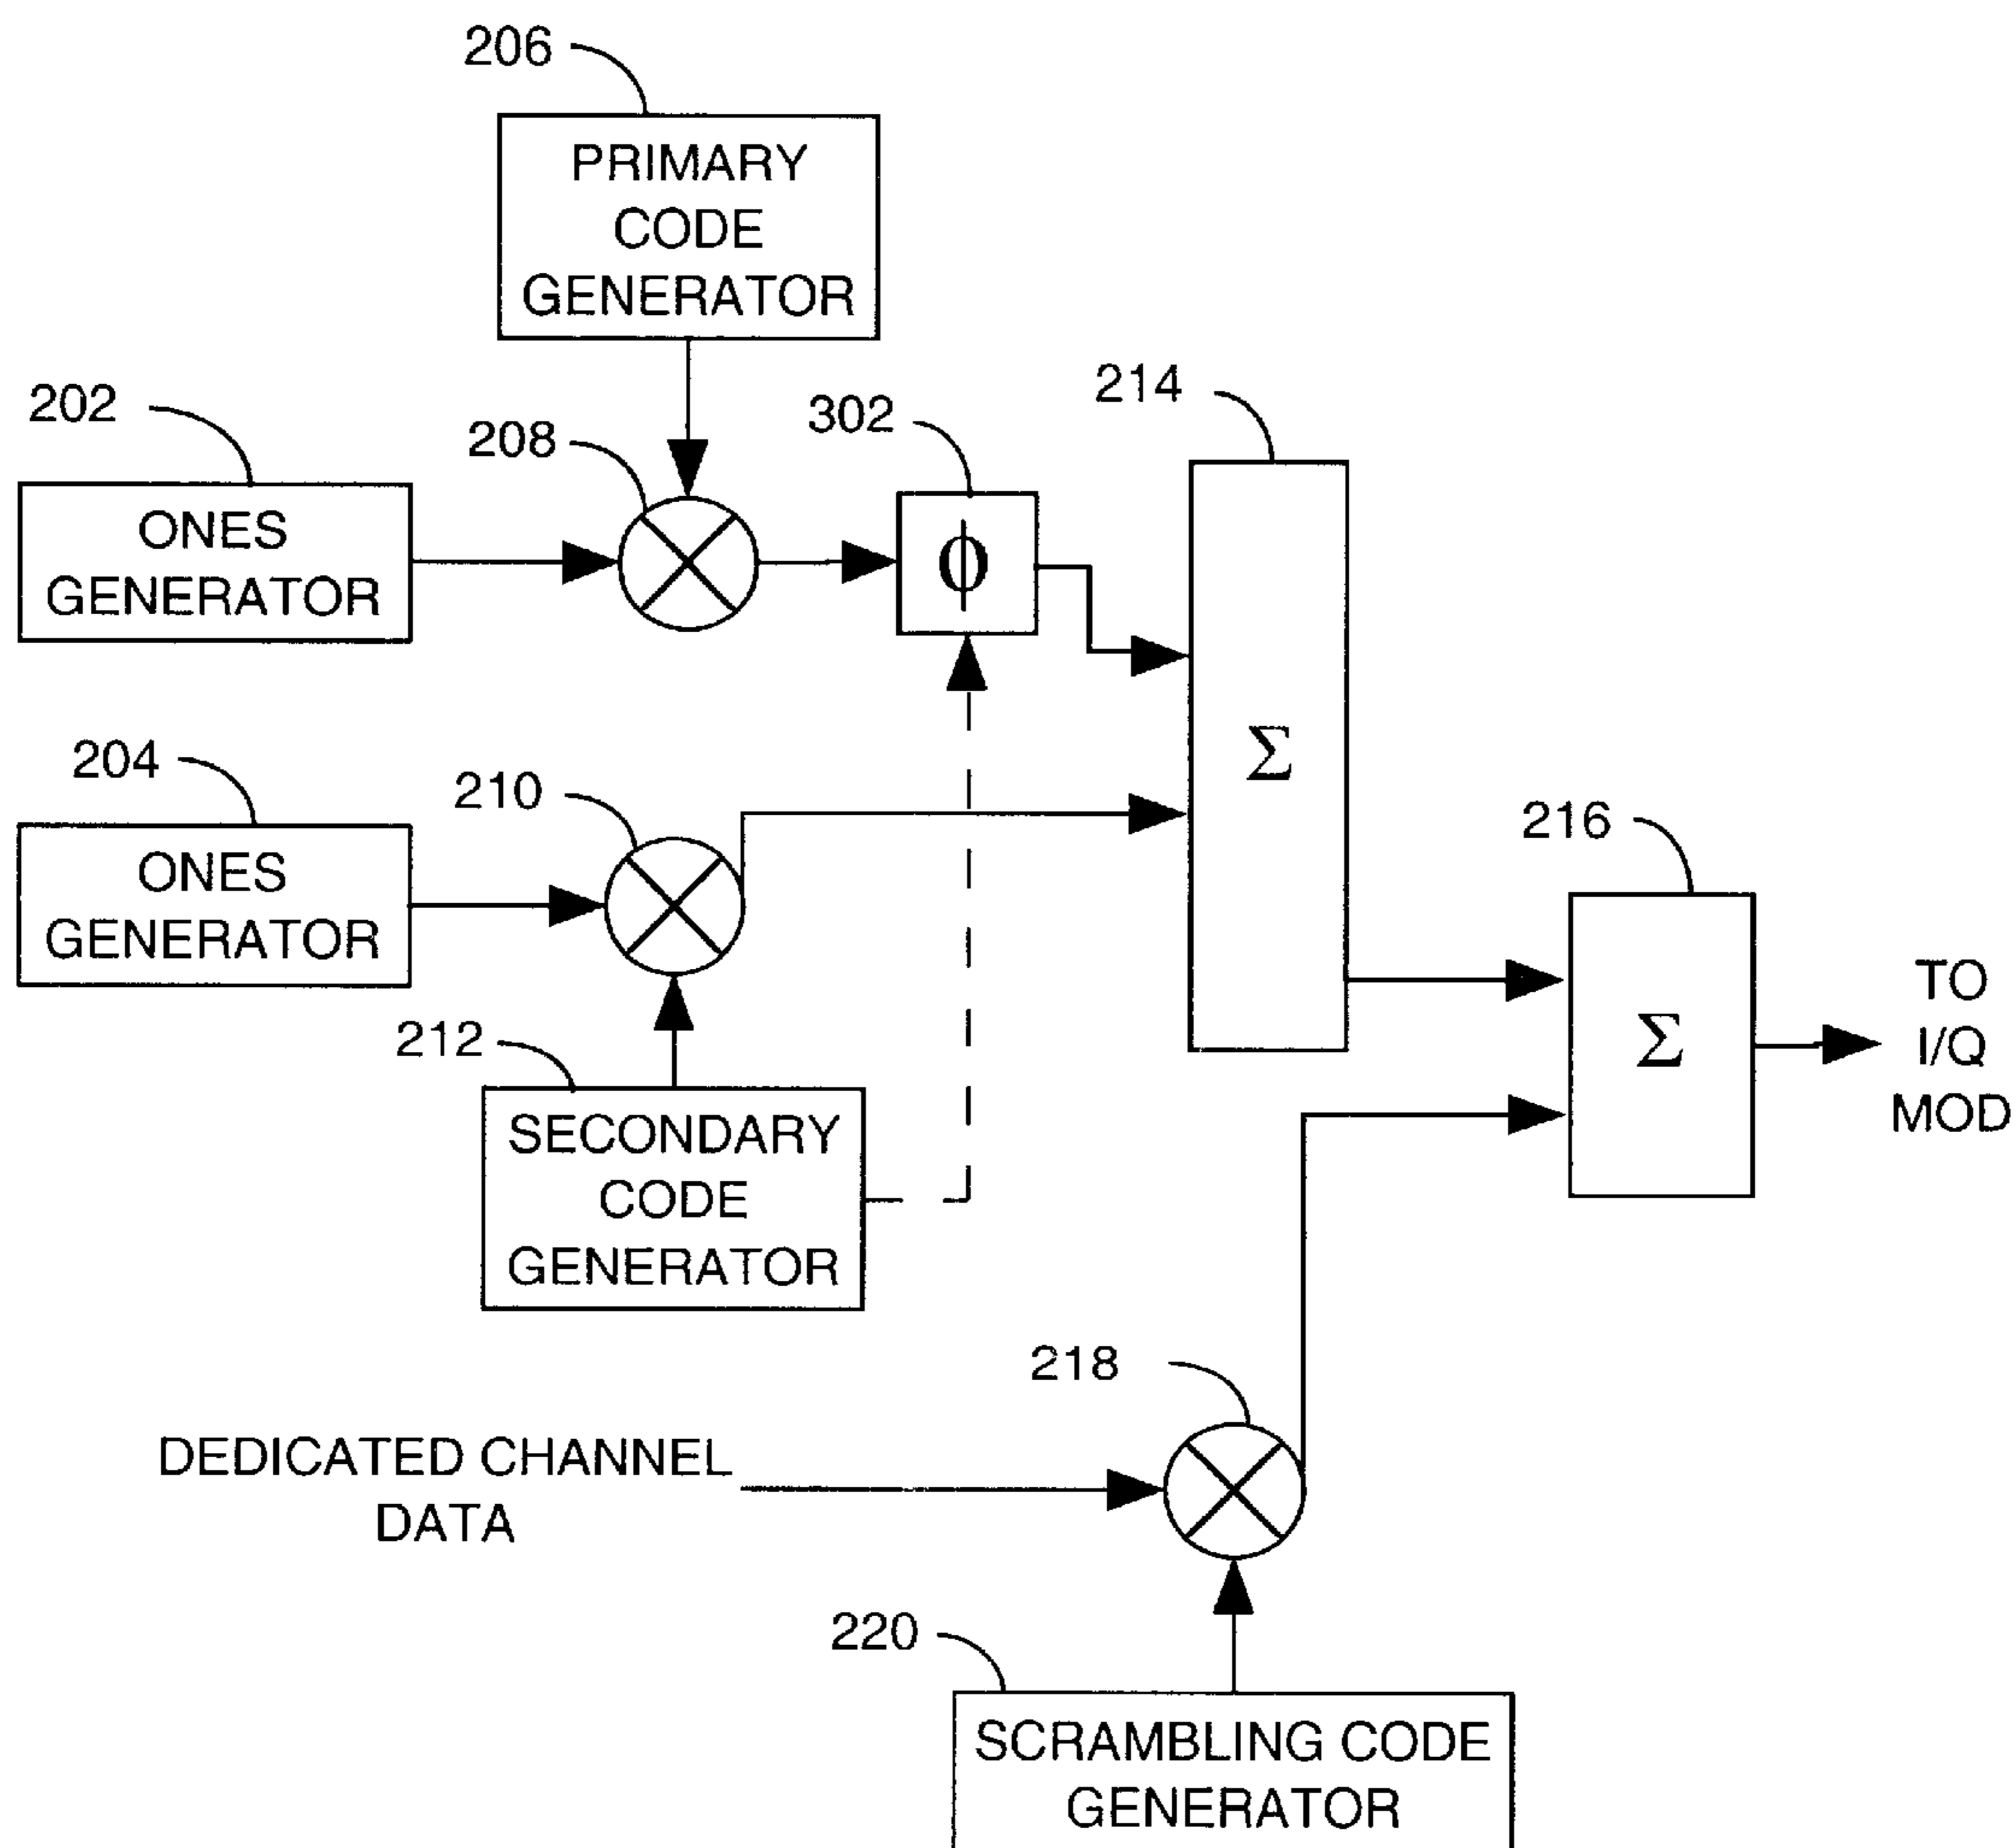 206
PRIMARY
CODE
GENERATOR
202
208
302
214
ONES
GENERATOR
ϕ
Σ
204
210
216
ONES
GENERATOR
Σ
TO
I/Q
MOD
212
SECONDARY
CODE
GENERATOR
218
DEDICATED CHANNEL
DATA
220
SCRAMBLING CODE
GENERATOR